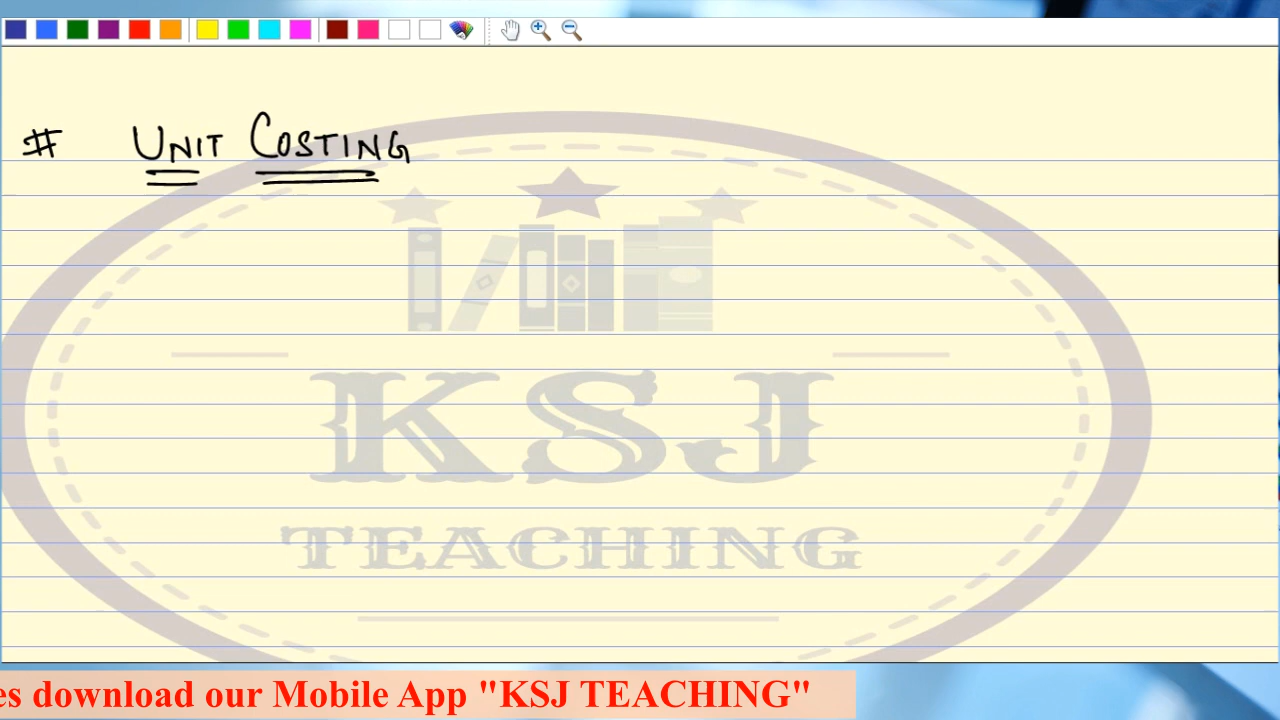 # UNIT COSTING
KSJ
TEACHING
es download our Mobile App "KSJ TEACHING"